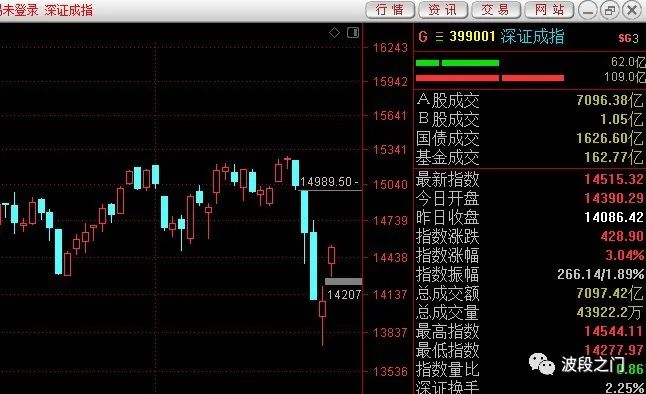 易未登录 深证成指 行 情 资 讯 交 易 网 站
16243
15942
15641
15341
15040
14739
14438
14137
13837
13536
14989.50
14207
G 399001 深证成指 SG3
62.0亿
109.0亿
A股成交 7096.38亿
B股成交 1.05亿
国债成交 1626.60亿
基金成交 162.77亿
最新指数 14515.32
今日开盘 14390.29
昨日收盘 14086.42
指数涨跌 428.90
指数涨幅 3.04%
指数振幅 266.14/1.89%
总成交额 7097.42亿
总成交量 43922.2万
最高指数 14544.11
最低指数 14277.97
指数量比 0.86
深证换手 2.25%
波段之门